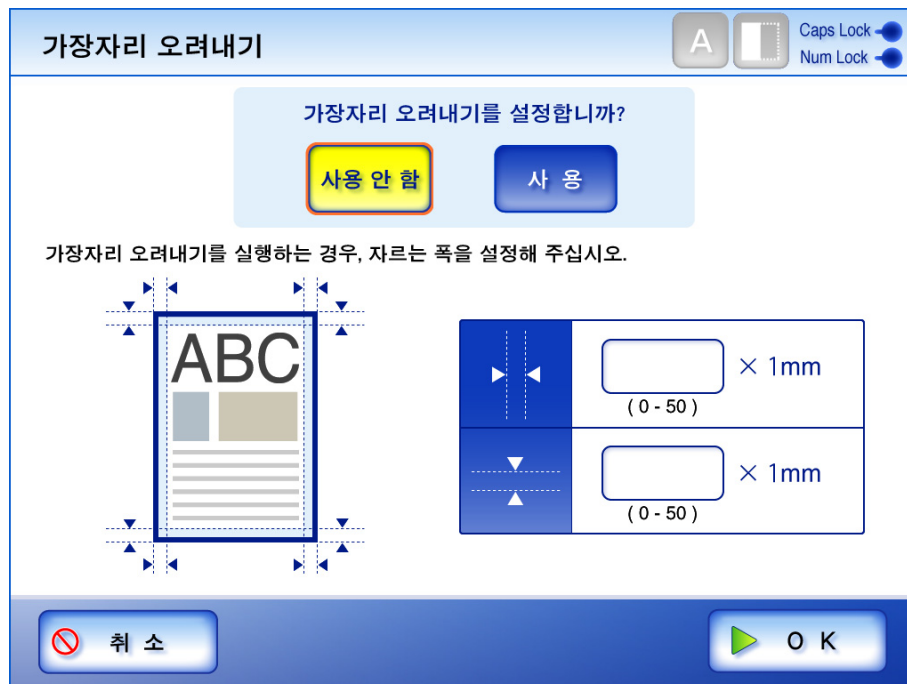 가장자리 오려내기
A
Caps Lock
Num Lock
가장자리 오려내기를 설정합니까?
사용 안 함
사 용
가장자리 오려내기를 실행하는 경우, 자르는 폭을 설정해 주십시오.
ABC
× 1mm
( 0 - 50 )
× 1mm
( 0 - 50 )
취 소
O K